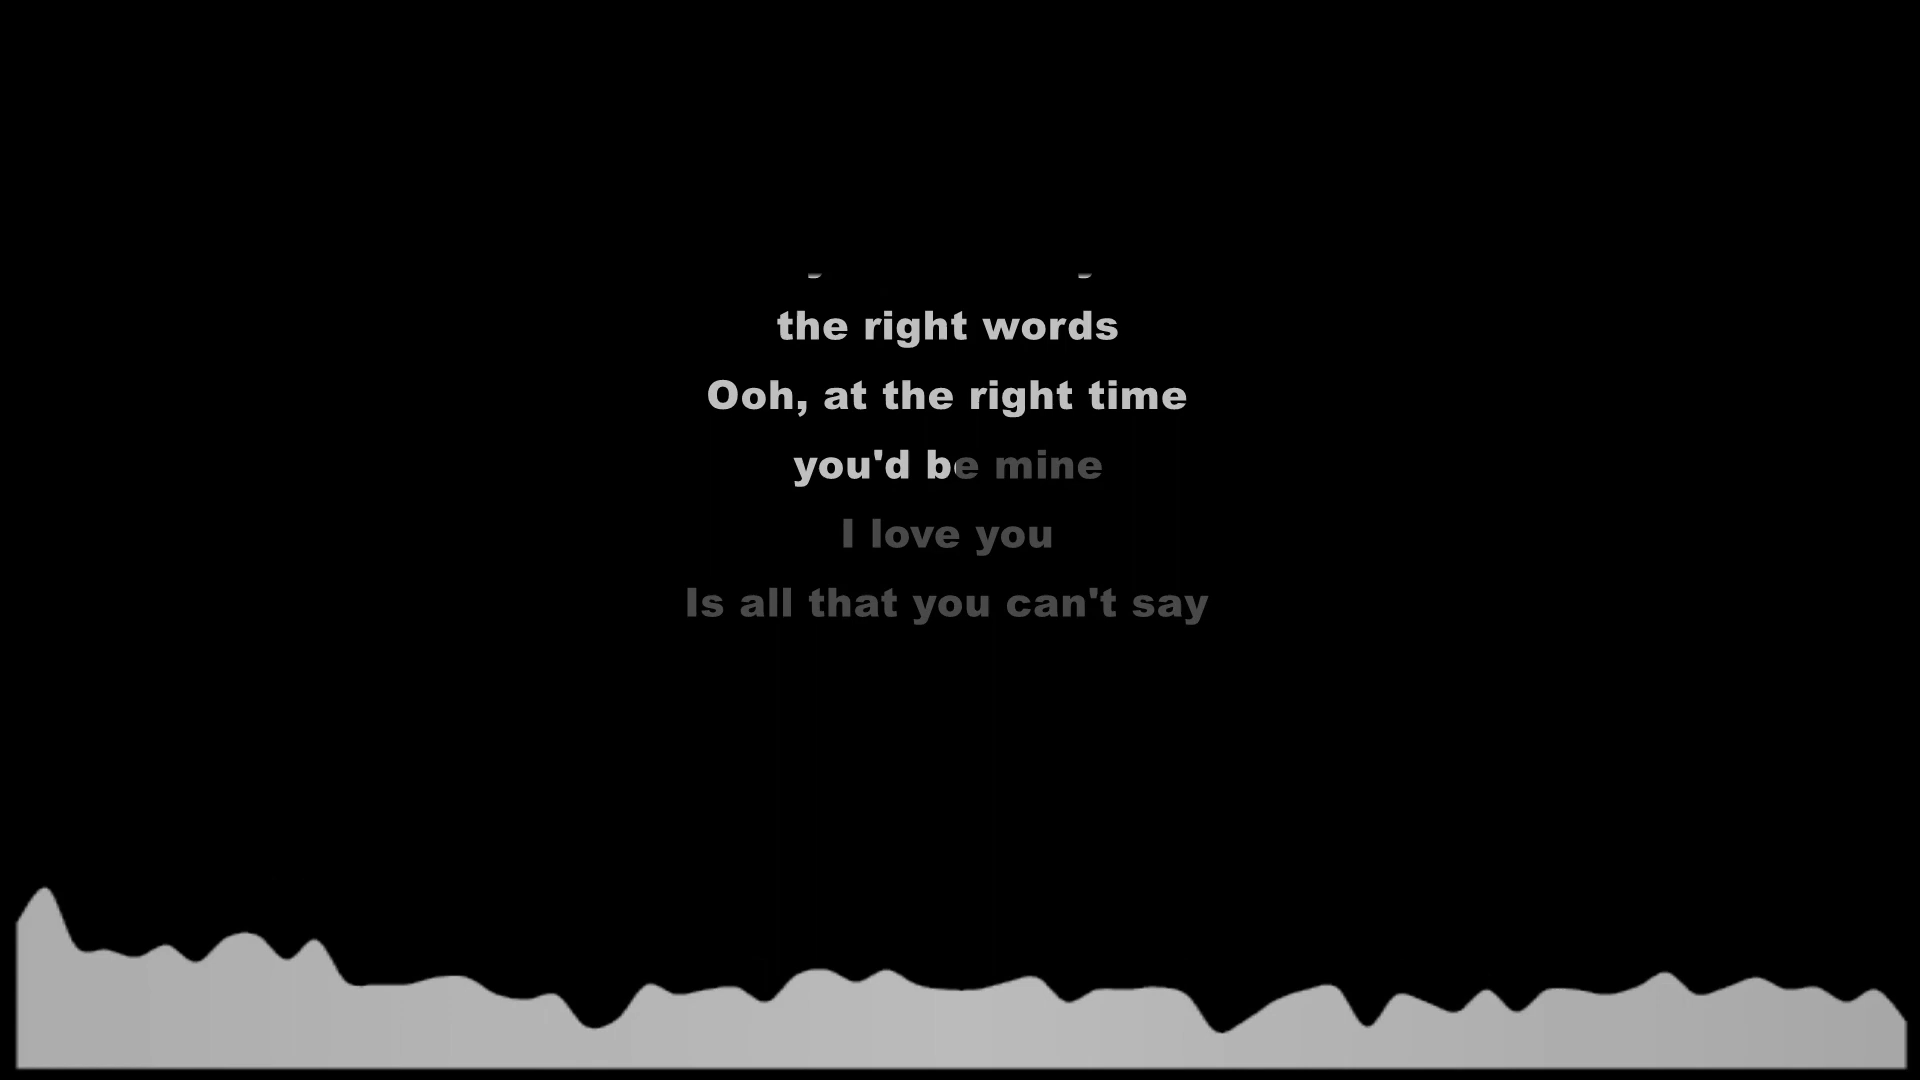 the right words
Ooh, at the right time
you'd be mine
I love you
Is all that you can't say